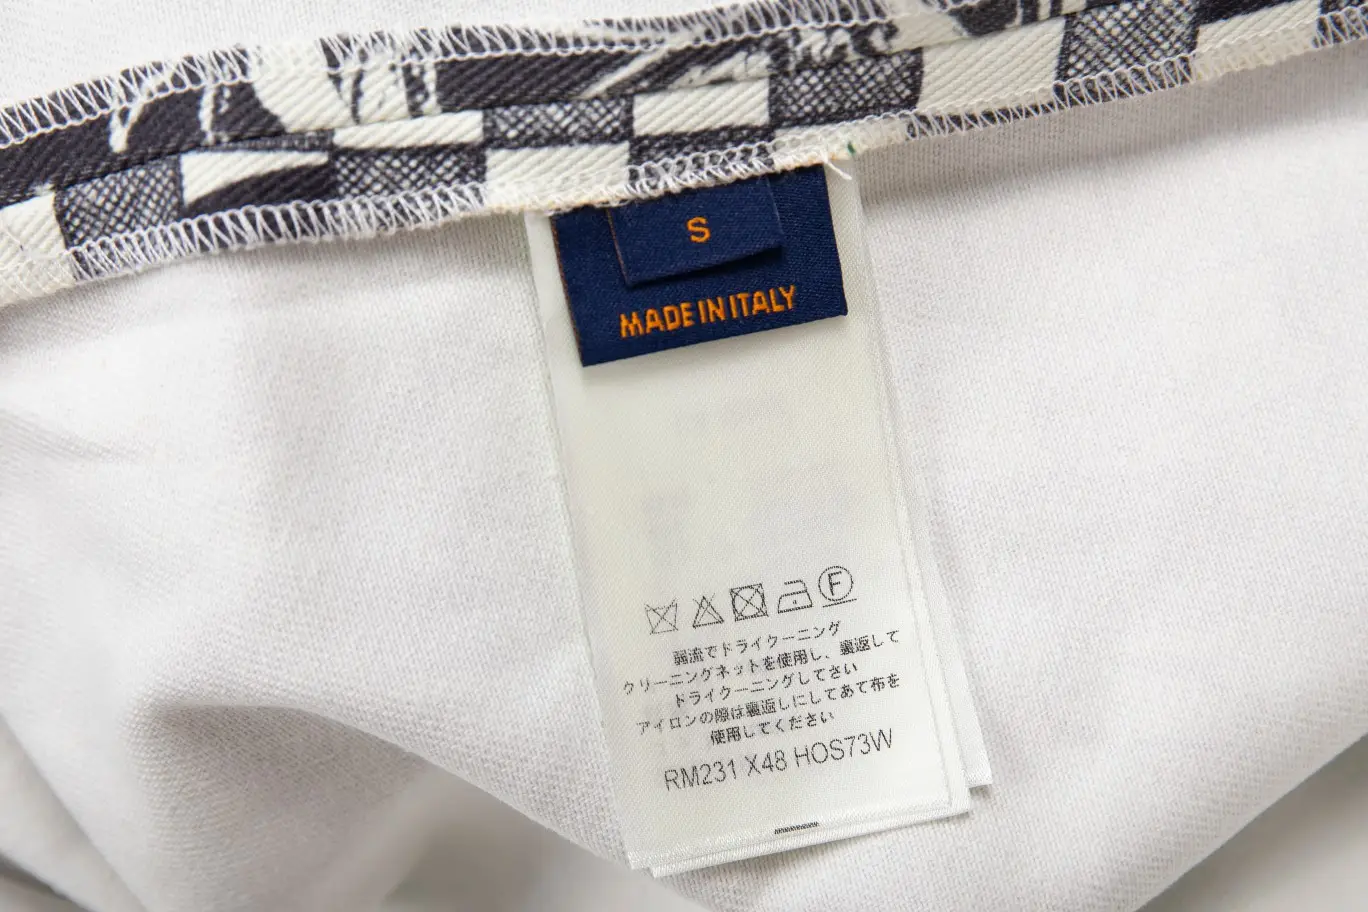 S
MADE IN ITALY
F
弱流でドライクーニング
クリーニングネットを使用し、裏返して
ドライクーニングしてさい
アイロンの際は裏返しにしてあて布を
使用してください
RM231 X48 HOS73W